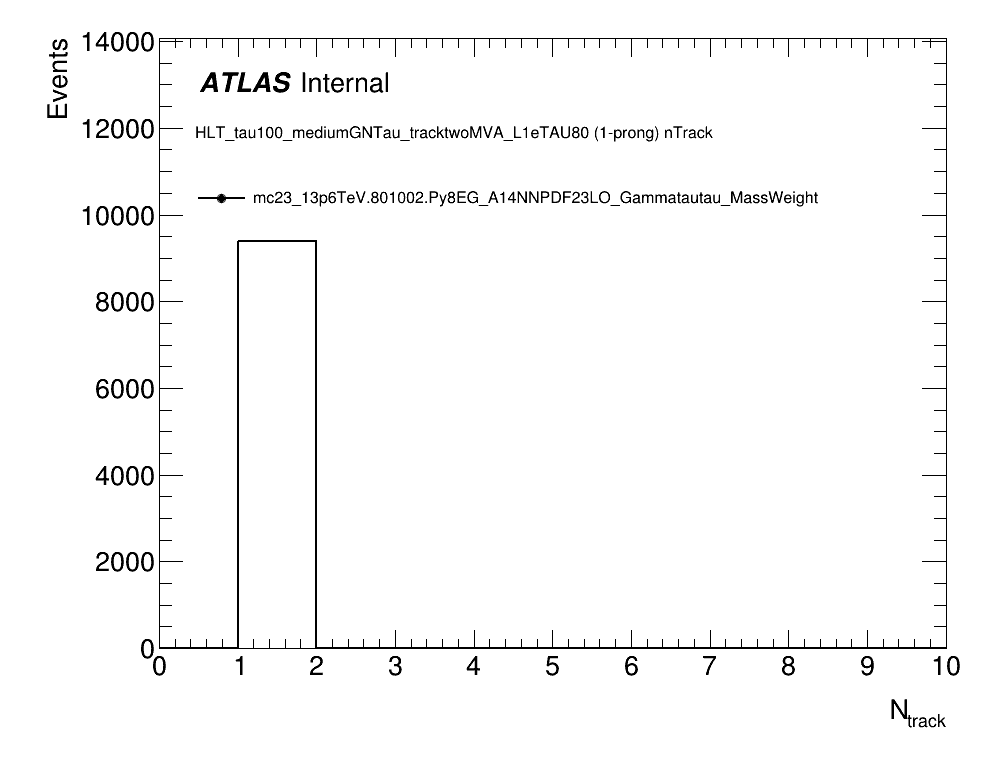 Events
14000
12000
10000
8000
6000
4000
2000
0
ATLAS Internal
HLT_tau100_mediumGNTau_tracktwoMVA_L1eTAU80 (1-prong) nTrack
mc23_13p6TeV.801002.Py8EG_A14NNPDF23LO_Gammatautau_MassWeight
0 1 2 3 4 5 6 7 8 9 10
Ntrack